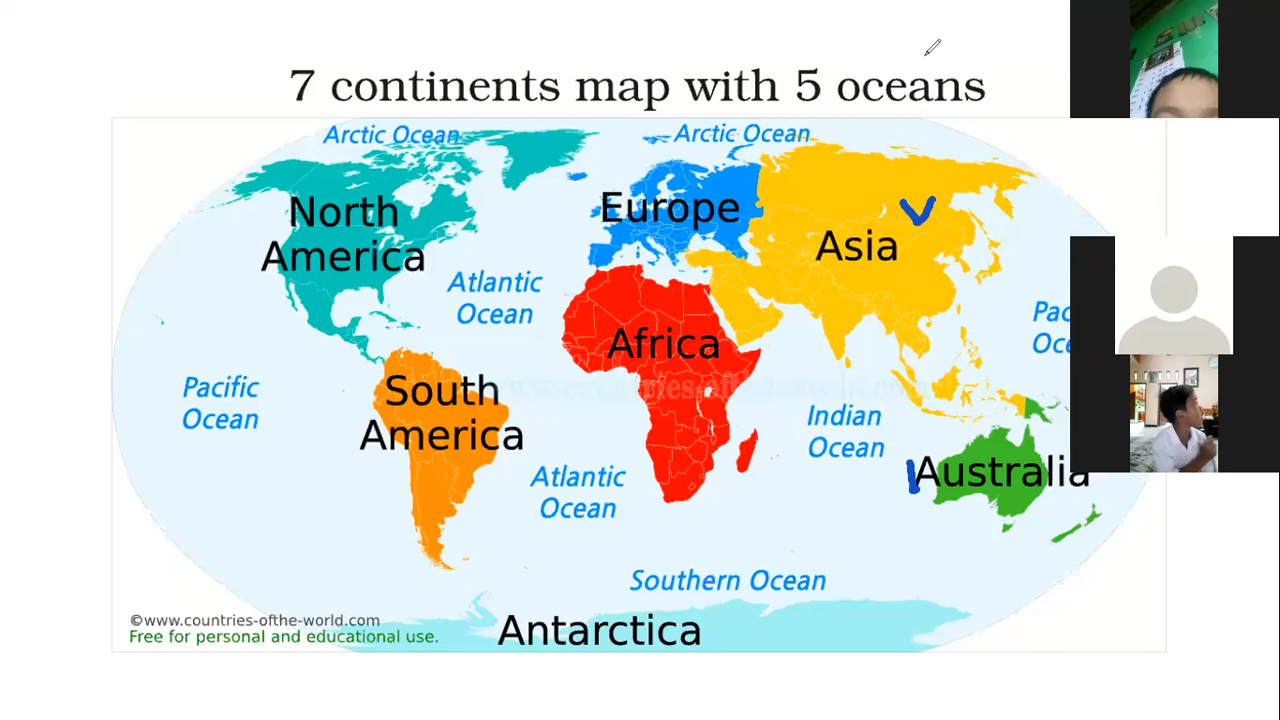 7 continents map with 5 oceans
Arctic Ocean
Arctic Ocean
North
America
Europe
Asia
Atlantic
Ocean
Africa
Pacific
Ocean
South
America
Indian
Ocean
Australia
Atlantic
Ocean
Southern Ocean
Antarctica
©www.countries-ofthe-world.com
Free for personal and educational use.